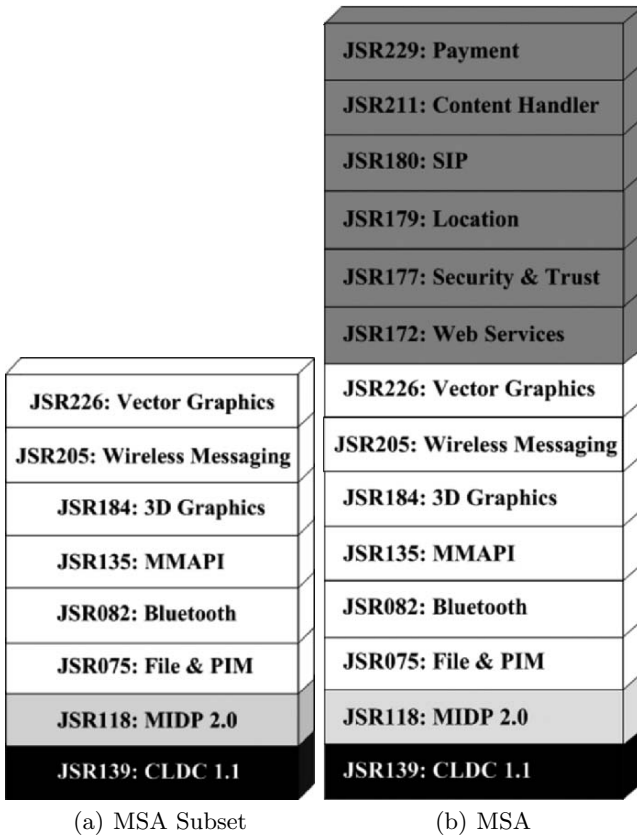 JSR226: Vector Graphics
JSR205: Wireless Messaging
JSR184: 3D Graphics
JSR135: MMAPI
JSR082: Bluetooth
JSR075: File & PIM
JSR118: MIDP 2.0
JSR139: CLDC 1.1
(a) MSA Subset
JSR229: Payment
JSR211: Content Handler
JSR180: SIP
JSR179: Location
JSR177: Security & Trust
JSR172: Web Services
JSR226: Vector Graphics
JSR205: Wireless Messaging
JSR184: 3D Graphics
JSR135: MMAPI
JSR082: Bluetooth
JSR075: File & PIM
JSR118: MIDP 2.0
JSR139: CLDC 1.1
(b) MSA